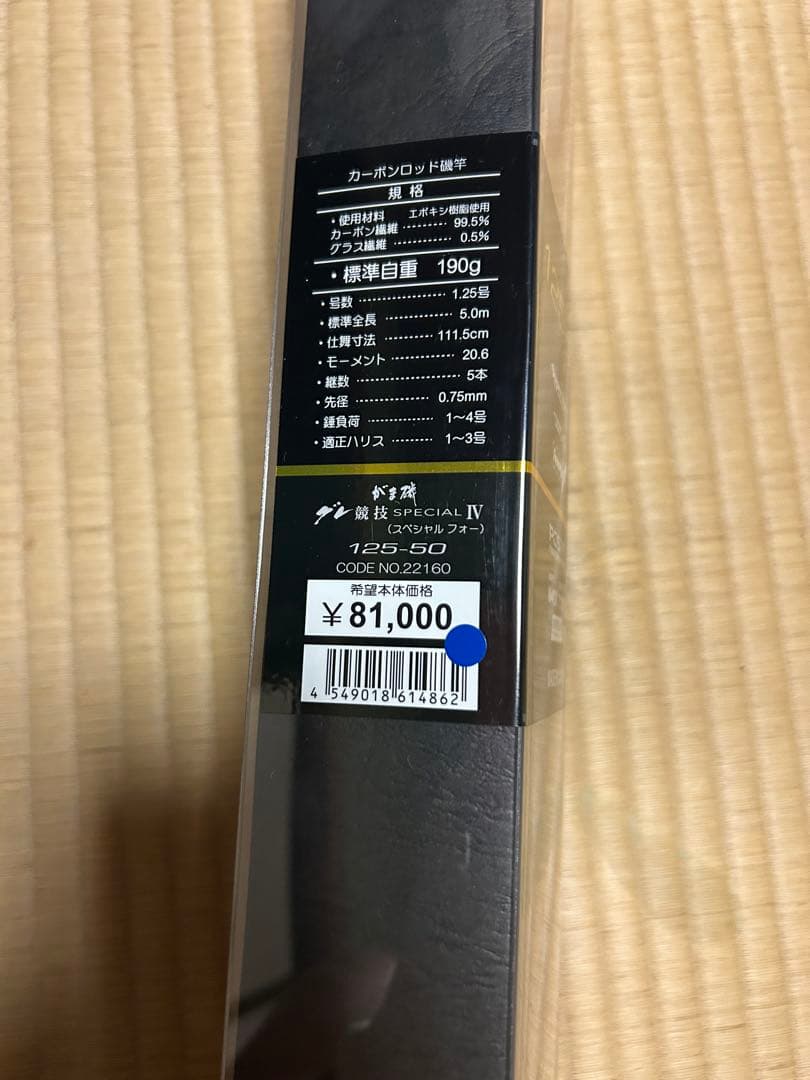 カーボンロッド磯竿
規格
・使用材料 エポキシ樹脂使用
カーボン繊維 ················ 99.5%
グラス繊維 ················ 0.5%
・標準自重 190g
・号数 ················ 1.25号
・標準全長 ················ 5.0m
・仕舞寸法 ················ 111.5cm
・モーメント ················ 20.6
・継数 ················ 5本
・先径 ················ 0.75mm
・錘負荷 ················ 1〜4号
・適正ハリス ················ 1〜3号
がま磯
グレ競技 SPECIAL Ⅳ
（スペシャル フォー）
125-50
CODE NO.22160
希望本体価格
¥81,000
4 549018 614862